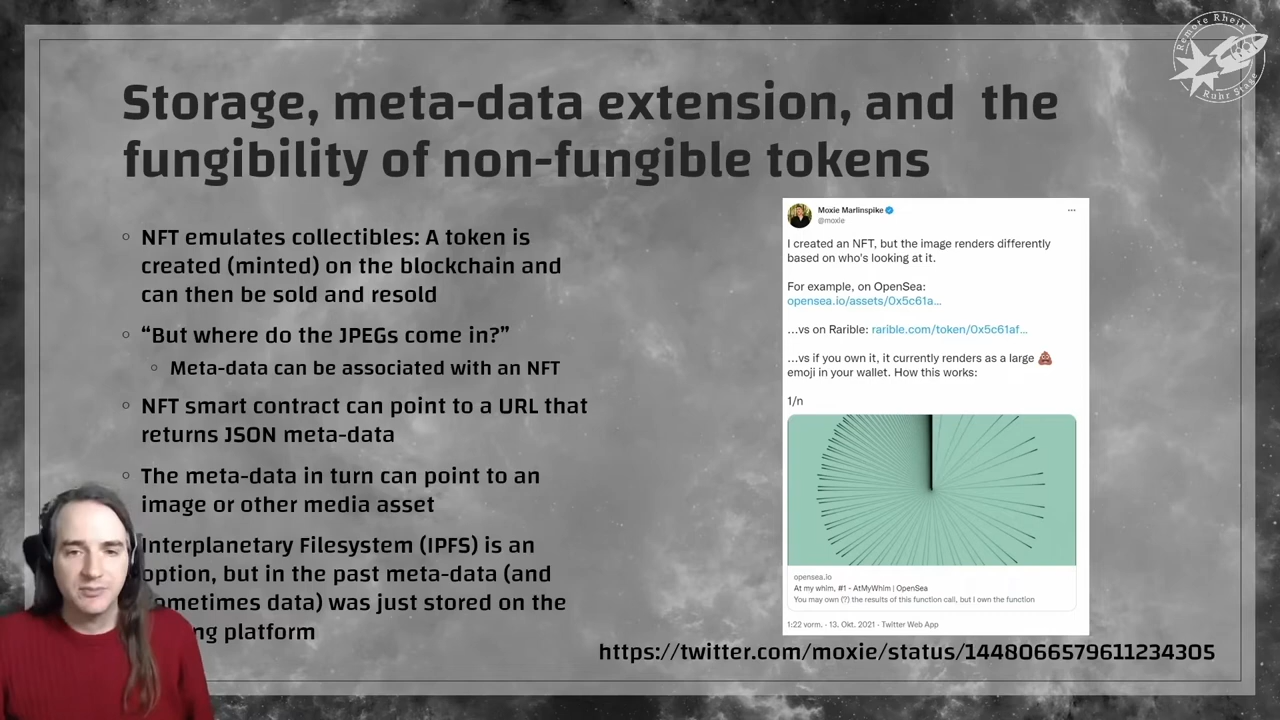 Remote Rhein
Ruhr Stage
Storage, meta-data extension, and  the
fungibility of non-fungible tokens
◦ NFT emulates collectibles: A token is
created (minted) on the blockchain and
can then be sold and resold
◦ “But where do the JPEGs come in?”
◦ Meta-data can be associated with an NFT
◦ NFT smart contract can point to a URL that
returns JSON meta-data
◦ The meta-data in turn can point to an
image or other media asset
Interplanetary Filesystem (IPFS) is an
option, but in the past meta-data (and
ometimes data) was just stored on the
ng platform
Moxie Marlinspike
@moxie
I created an NFT, but the image renders differently
based on who's looking at it.
For example, on OpenSea:
opensea.io/assets/0x5c61a...
...vs on Rarible: rarible.com/token/0x5c61af...
...vs if you own it, it currently renders as a large 💩
emoji in your wallet. How this works:
1/n
opensea.io
At my whim, #1 - AtMyWhim | OpenSea
You may own (?) the results of this function call, but I own the function
1:22 vorm. · 13. Okt. 2021 · Twitter Web App
https://twitter.com/moxie/status/1448066579611234305